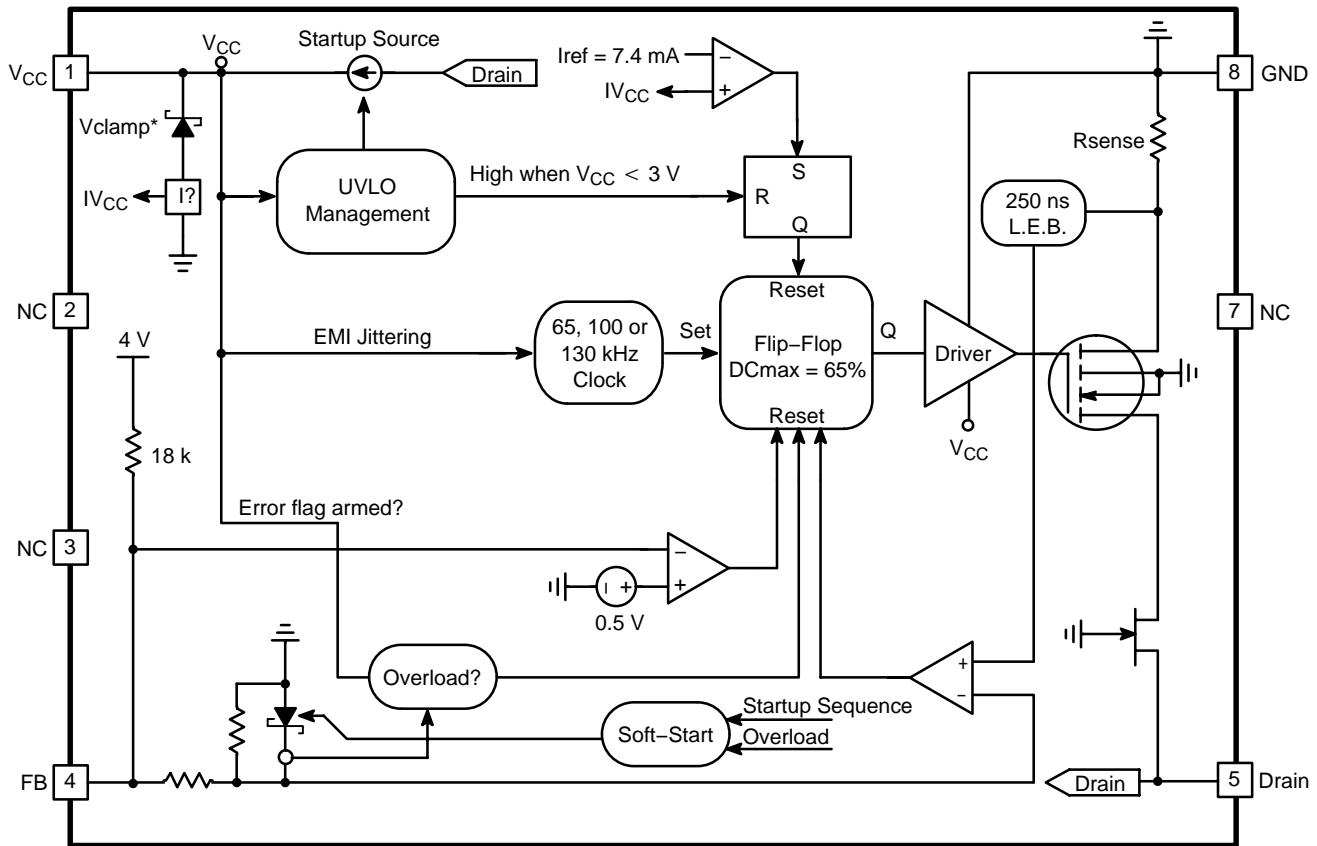 VCC
Startup Source
VCC 1
Drain
Iref = 7.4 mA
−
+
IVCC
8 GND
Vclamp*
Rsense
I?
IVCC
UVLO
Management
High when VCC < 3 V
S
R
Q
250 ns
L.E.B.
NC 2
7 NC
4 V
EMI Jittering
65, 100 or
130 kHz
Clock
Set
Reset
Flip−Flop
DCmax = 65%
Reset
Q
Driver
VCC
18 k
Error flag armed?
NC 3
−
+
− +
0.5 V
Overload?
+
−
Soft−Start
Startup Sequence
Overload
FB 4
Drain
5 Drain